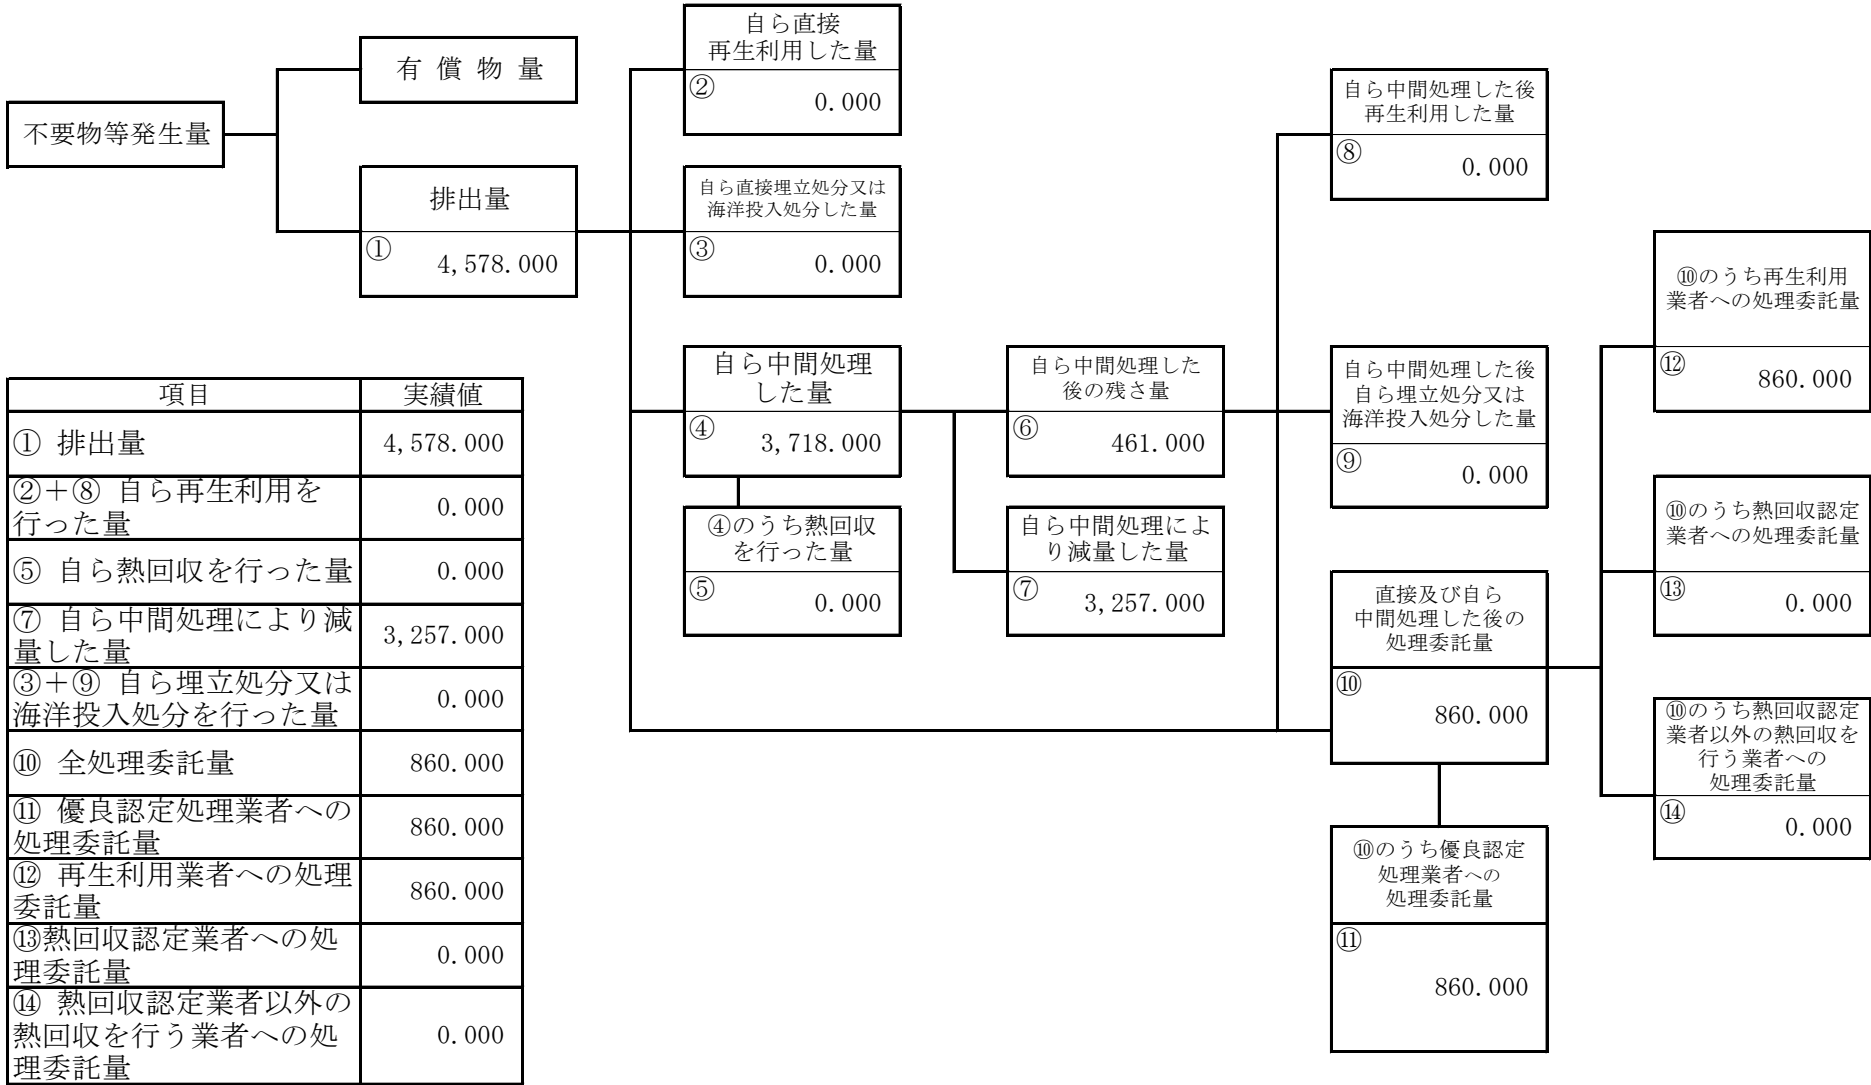 不要物等発生量
有 償 物 量
排出量
①
4,578.000
自ら直接
再生利用した量
②
0.000
自ら直接埋立処分又は
海洋投入処分した量
③
0.000
自ら中間処理
した量
④
3,718.000
④のうち熱回収
を行った量
⑤
0.000
自ら中間処理した
後の残さ量
⑥
461.000
自ら中間処理によ
り減量した量
⑦
3,257.000
自ら中間処理した後
再生利用した量
⑧
0.000
自ら中間処理した後
自ら埋立処分又は
海洋投入処分した量
⑨
0.000
直接及び自ら
中間処理した後の
処理委託量
⑩
860.000
⑩のうち優良認定
処理業者への
処理委託量
⑪
860.000
⑩のうち再生利用
業者への処理委託量
⑫
860.000
⑩のうち熱回収認定
業者への処理委託量
⑬
0.000
⑩のうち熱回収認定
業者以外の熱回収を
行う業者への
処理委託量
⑭
0.000
項目 実績値
① 排出量 4,578.000
②＋⑧ 自ら再生利用を
行った量 0.000
⑤ 自ら熱回収を行った量 0.000
⑦ 自ら中間処理により減
量した量 3,257.000
③＋⑨ 自ら埋立処分又は
海洋投入処分を行った量 0.000
⑩ 全処理委託量 860.000
⑪ 優良認定処理業者への
処理委託量 860.000
⑫ 再生利用業者への処理
委託量 860.000
⑬熱回収認定業者への処
理委託量 0.000
⑭ 熱回収認定業者以外の
熱回収を行う業者への処
理委託量 0.000